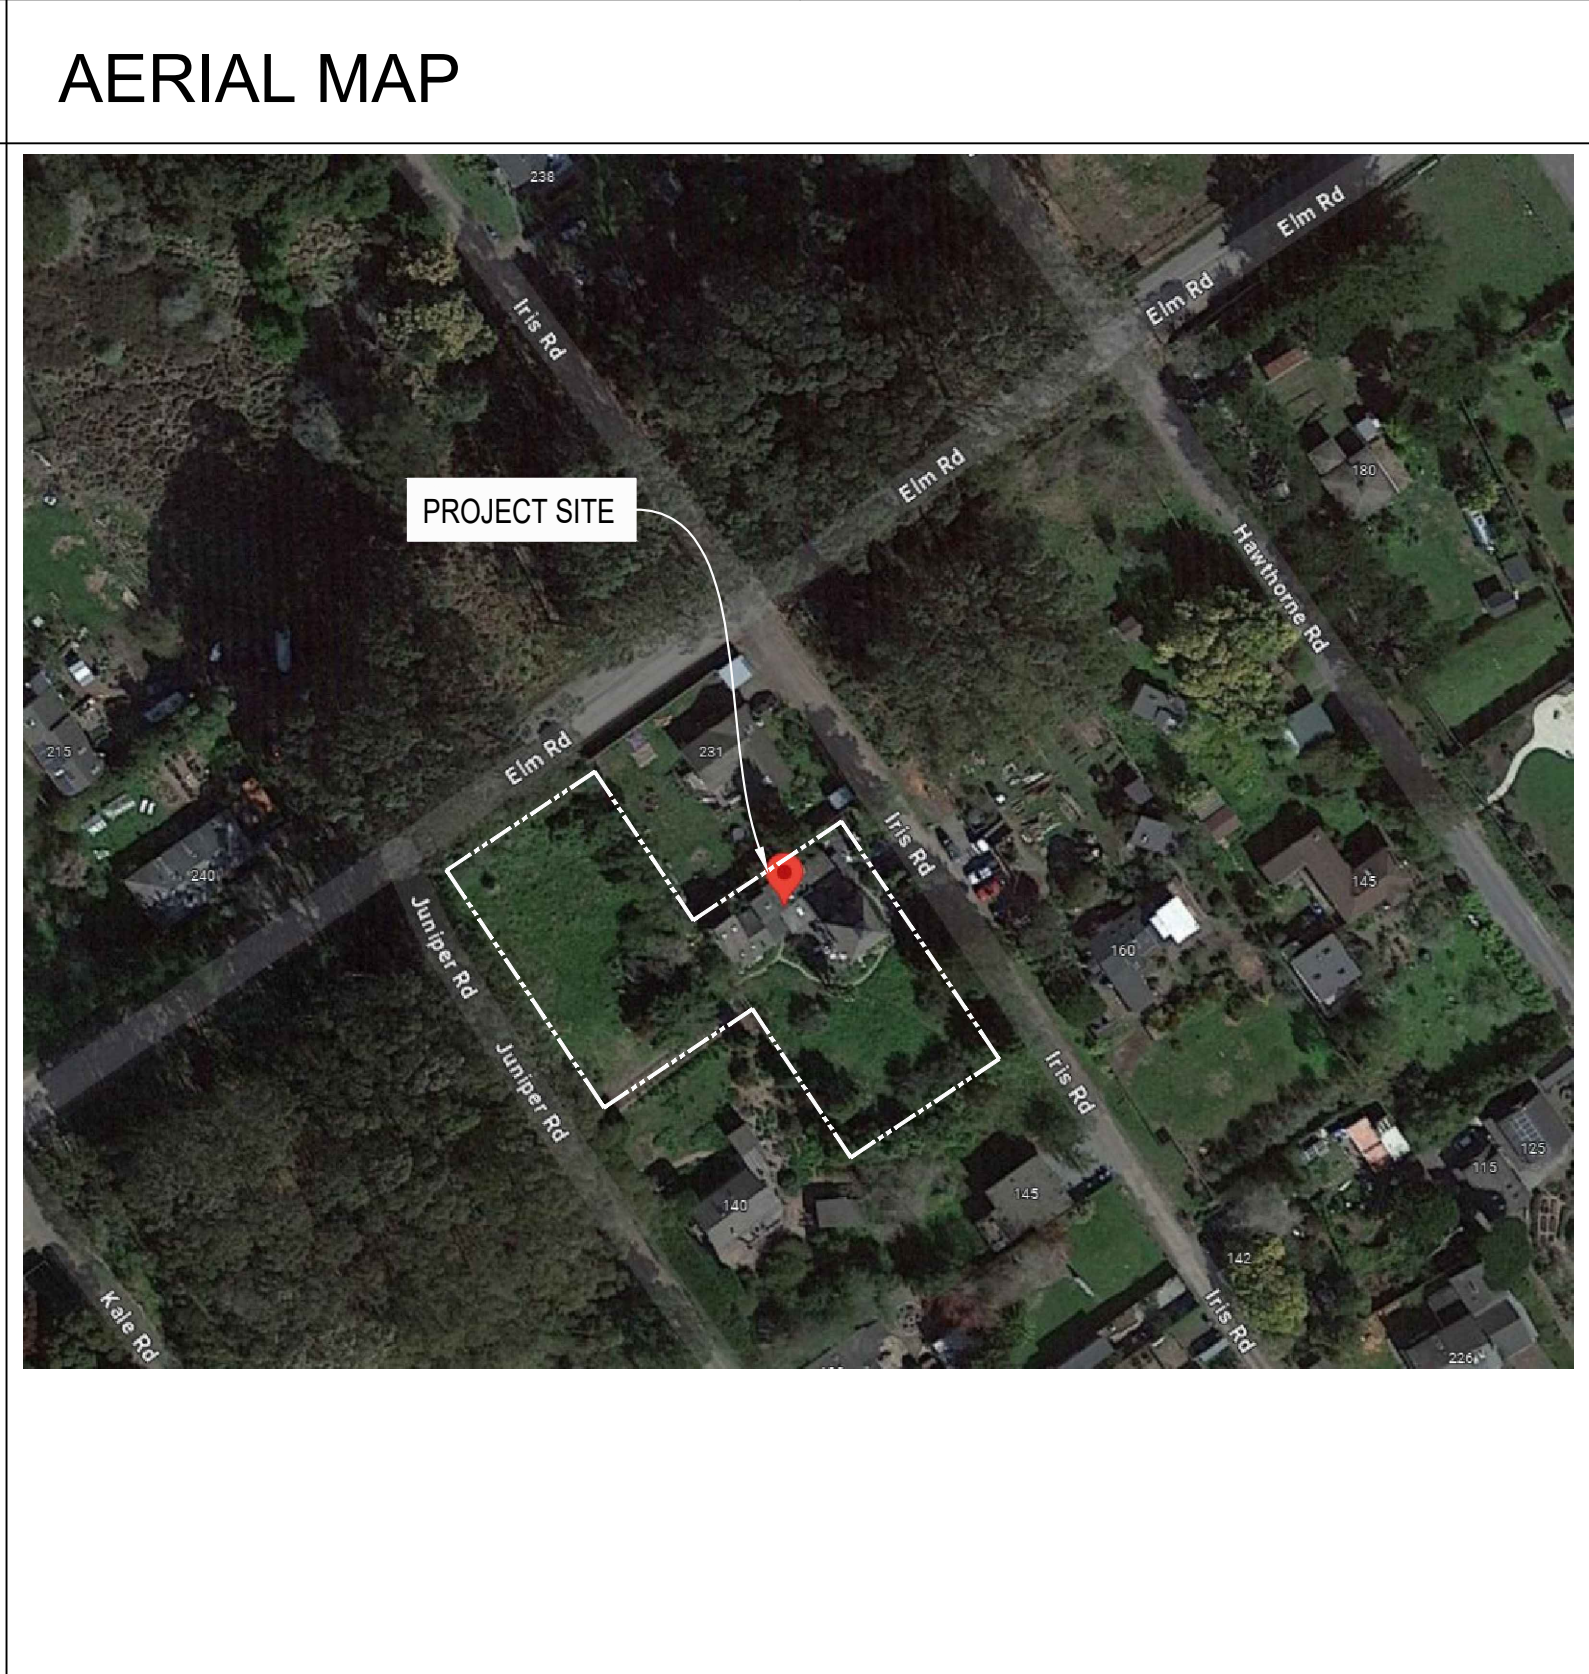 AERIAL MAP
238
Elm Rd
Elm Rd
Iris Rd
Elm Rd
180
PROJECT SITE
Hawthorne Rd
215
231
Elm Rd
240
Iris Rd
145
Juniper Rd
160
Juniper Rd
Iris Rd
125
115
145
140
142
Kale Rd
Iris Rd
226